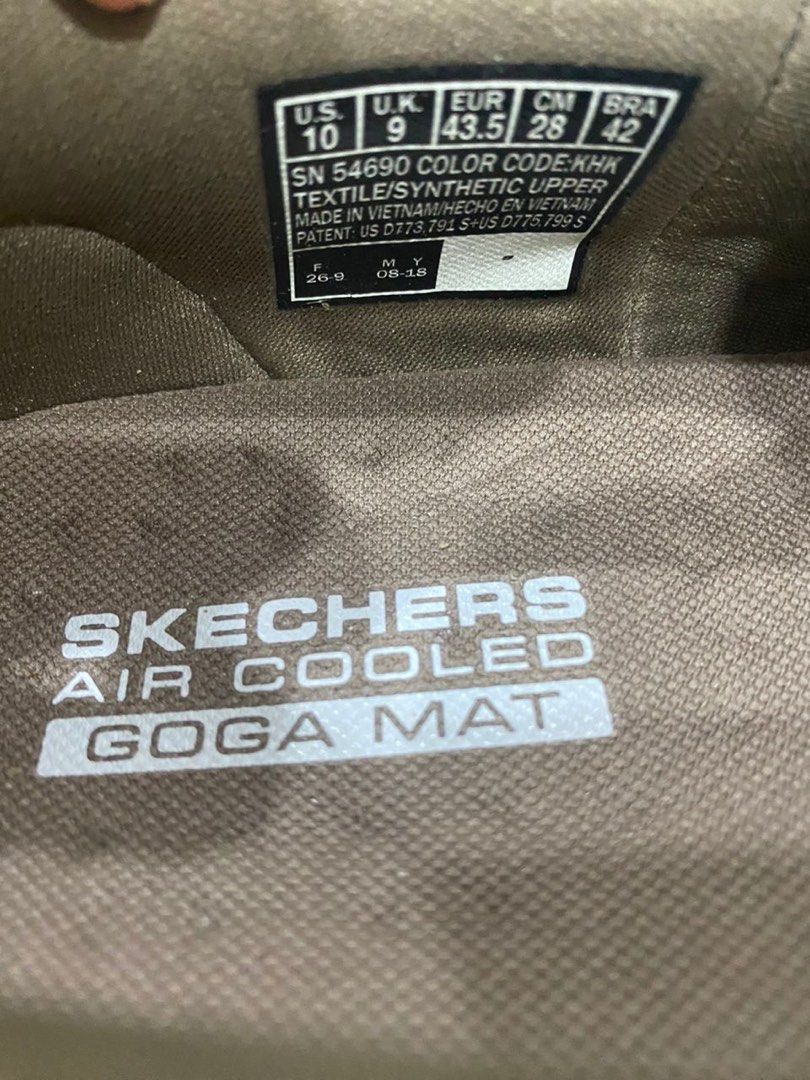 U.S. U.K. EUR CM BRA
10 9 43.5 28 42
SN 54690 COLOR CODE:KHK
TEXTILE/SYNTHETIC UPPER
MADE IN VIETNAM/HECHO EN VIETNAM
PATENT: US D773,791 S+US D775,799 S
F M Y
26-9 08-18
SKECHERS
AIR COOLED
GOGA MAT